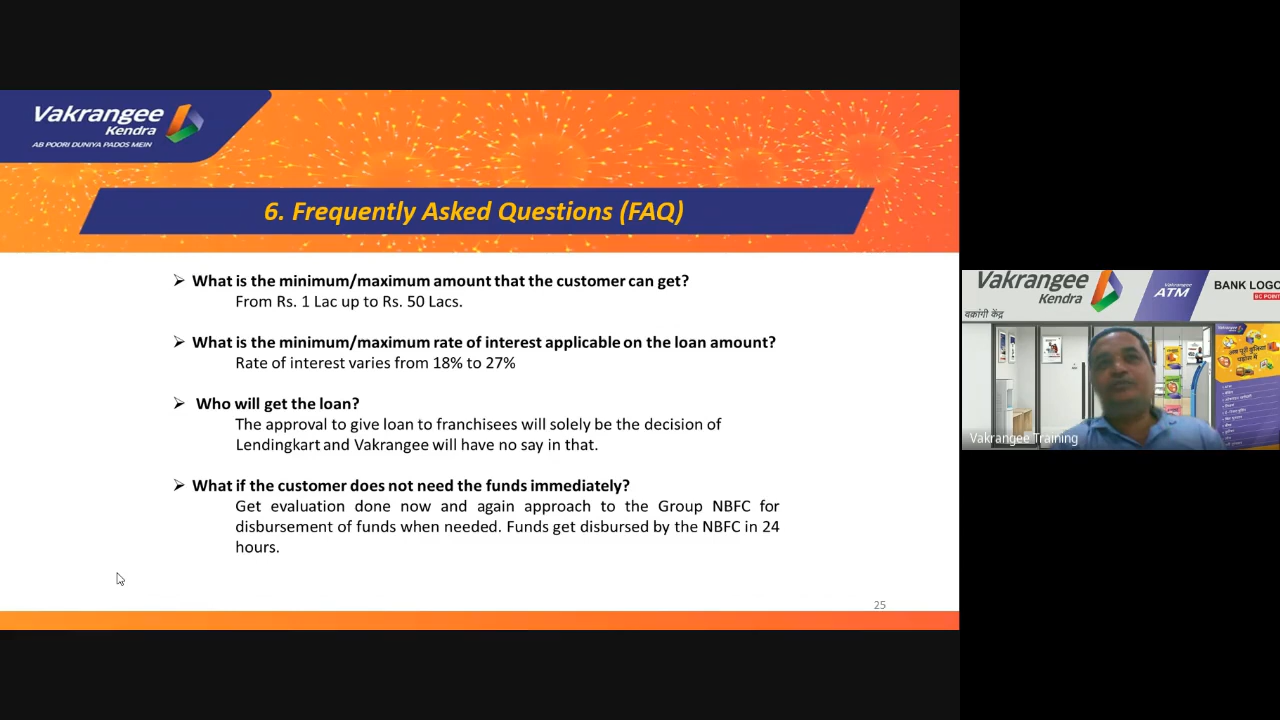 Vakrangee
Kendra
AB POORI DUNIYA PADOS MEIN
6. Frequently Asked Questions (FAQ)
➢ What is the minimum/maximum amount that the customer can get?
From Rs. 1 Lac up to Rs. 50 Lacs.
➢ What is the minimum/maximum rate of interest applicable on the loan amount?
Rate of interest varies from 18% to 27%
➢ Who will get the loan?
The approval to give loan to franchisees will solely be the decision of
Lendingkart and Vakrangee will have no say in that.
➢ What if the customer does not need the funds immediately?
Get evaluation done now and again approach to the Group NBFC for
disbursement of funds when needed. Funds get disbursed by the NBFC in 24
hours.
25
Vakrangee
Kendra
वक्रांगी केंद्र
Vakrangee
ATM
BANK LOGO
BC POINT
अब पूरी दुनिया
पड़ोस में
Vakrangee Training